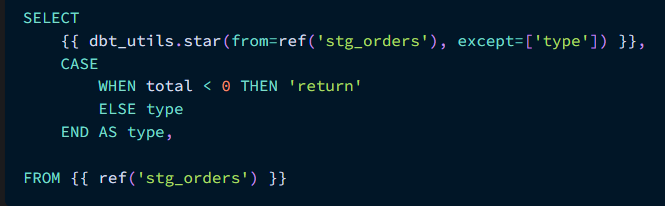 SELECT
{{ dbt_utils.star(from=ref('stg_orders'), except=['type']) }},
CASE
WHEN total < 0 THEN 'return'
ELSE type
END AS type,
FROM {{ ref('stg_orders') }}